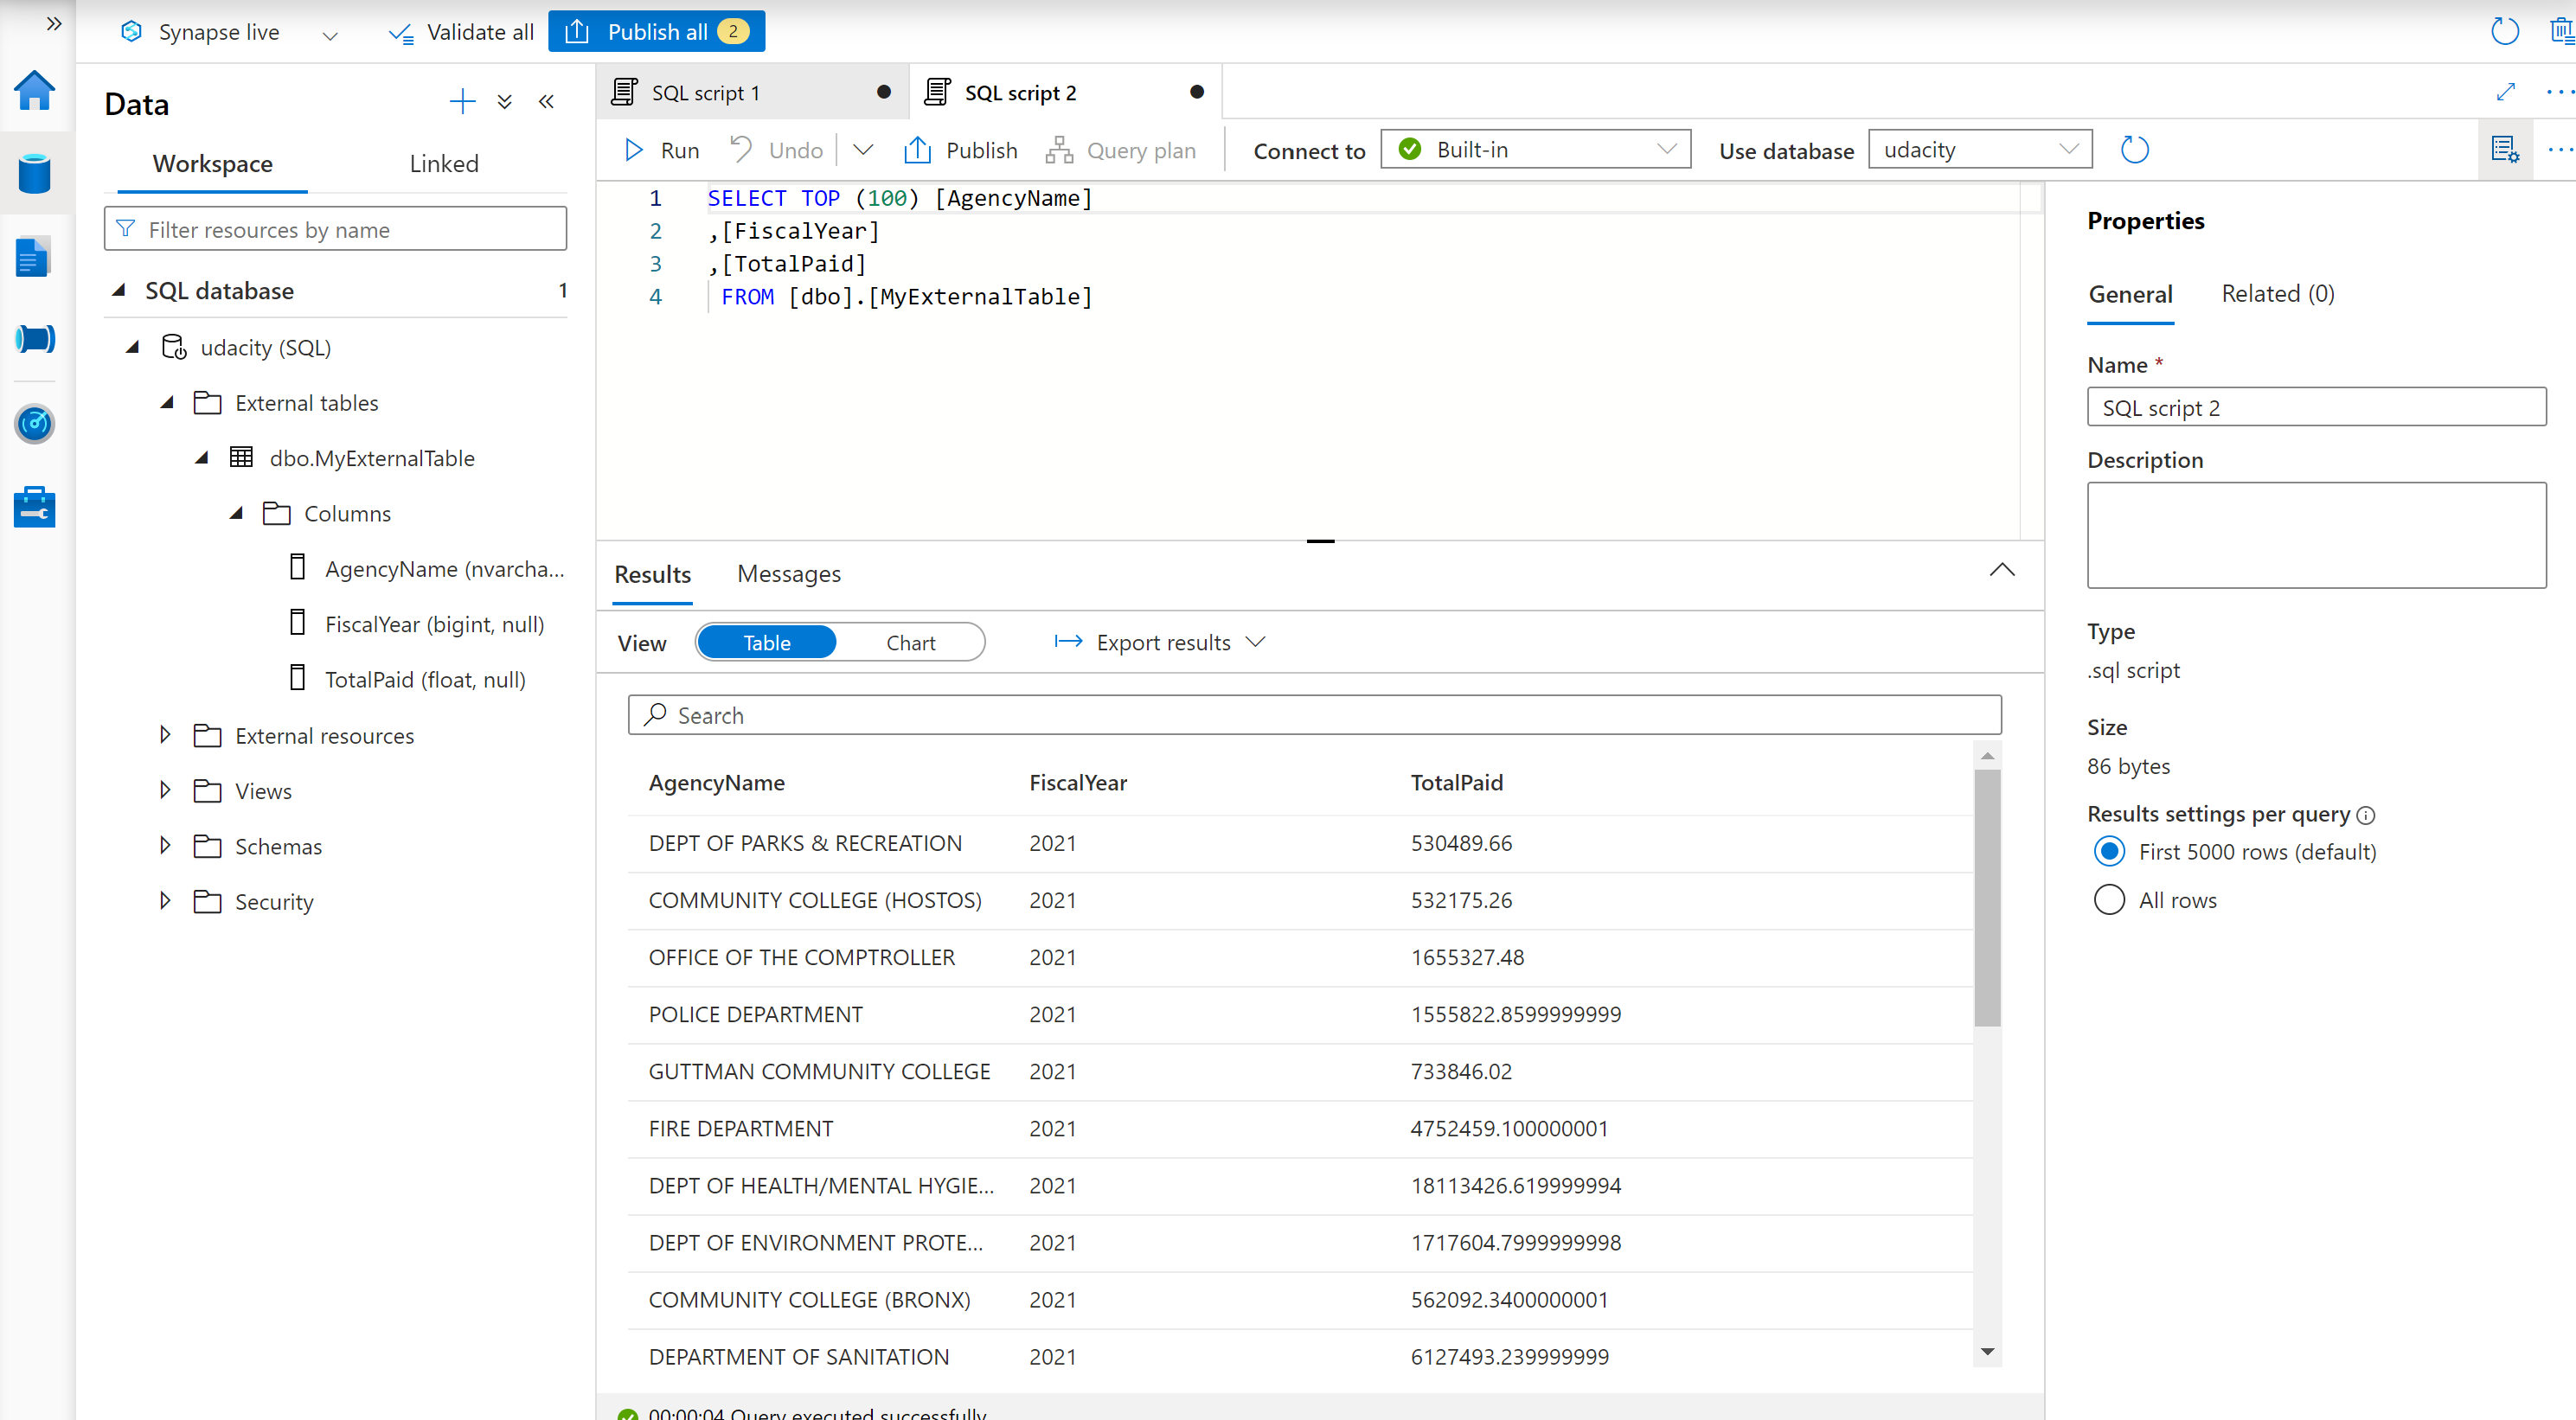 Synapse live
Validate all
Publish all 2
Data
Workspace Linked
Filter resources by name
SQL database 1
udacity (SQL)
External tables
dbo.MyExternalTable
Columns
AgencyName (nvarcha...
FiscalYear (bigint, null)
TotalPaid (float, null)
External resources
Views
Schemas
Security
SQL script 1
SQL script 2
Run Undo Publish Query plan Connect to Built-in Use database udacity
1 SELECT TOP (100) [AgencyName]
2 ,[FiscalYear]
3 ,[TotalPaid]
4 FROM [dbo].[MyExternalTable]
Results Messages
View Table Chart Export results
Search
AgencyName FiscalYear TotalPaid
DEPT OF PARKS & RECREATION 2021 530489.66
COMMUNITY COLLEGE (HOSTOS) 2021 532175.26
OFFICE OF THE COMPTROLLER 2021 1655327.48
POLICE DEPARTMENT 2021 1555822.8599999999
GUTTMAN COMMUNITY COLLEGE 2021 733846.02
FIRE DEPARTMENT 2021 4752459.100000001
DEPT OF HEALTH/MENTAL HYGIE... 2021 18113426.619999994
DEPT OF ENVIRONMENT PROTE... 2021 1717604.7999999998
COMMUNITY COLLEGE (BRONX) 2021 562092.3400000001
DEPARTMENT OF SANITATION 2021 6127493.239999999
00:00:04 Query executed successfully.
Properties
General Related (0)
Name *
SQL script 2
Description
Type
.sql script
Size
86 bytes
Results settings per query
First 5000 rows (default)
All rows